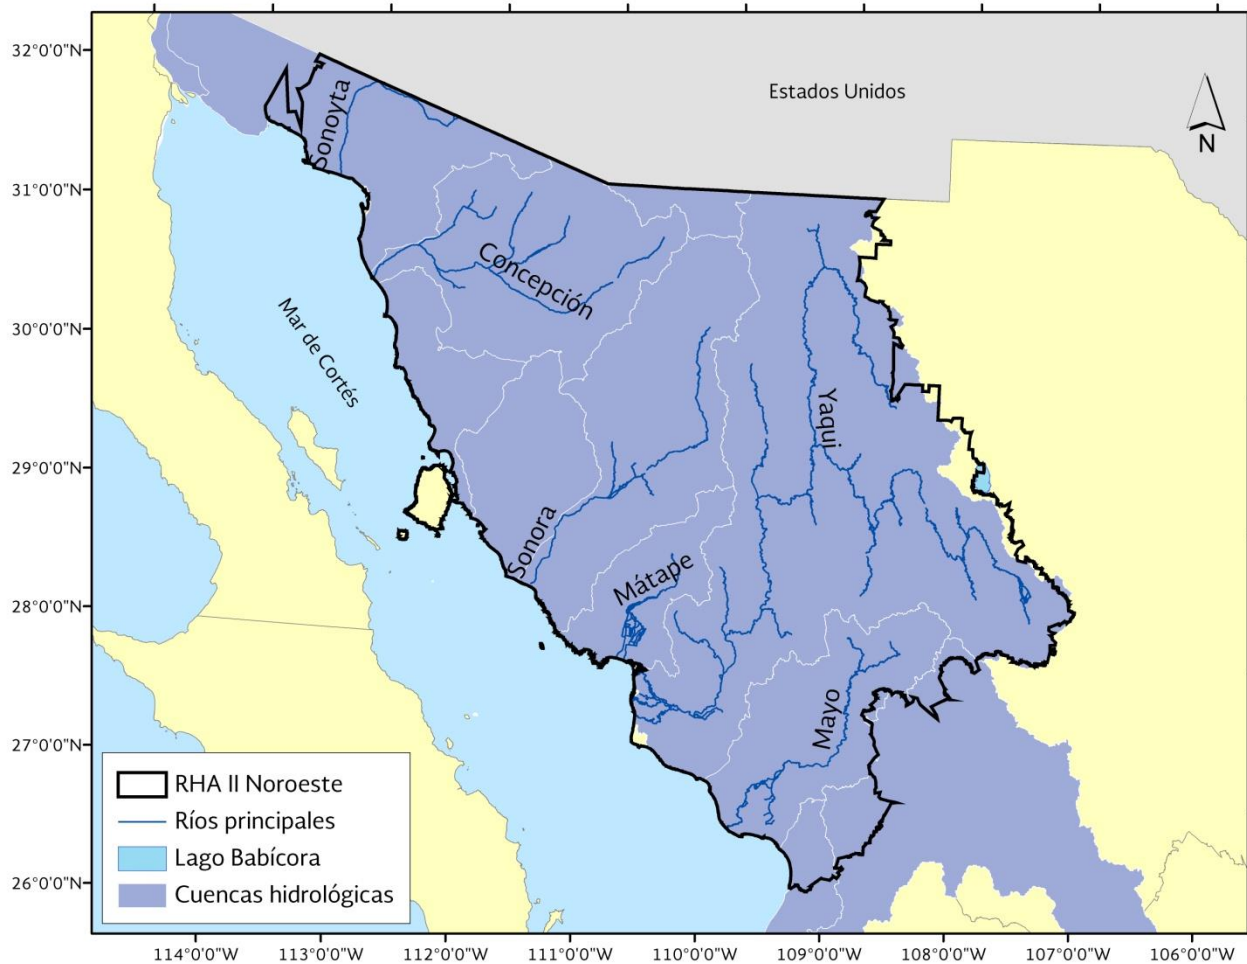 32°0'0"N
31°0'0"N
30°0'0"N
29°0'0"N
28°0'0"N
27°0'0"N
26°0'0"N
Estados Unidos
N
Sonoyta
Concepción
Mar de Cortés
Yaqui
Sonora
Mátape
Mayo
RHA II Noroeste
Ríos principales
Lago Babícora
Cuencas hidrológicas
114°0'0"W
113°0'0"W
112°0'0"W
111°0'0"W
110°0'0"W
109°0'0"W
108°0'0"W
107°0'0"W
106°0'0"W